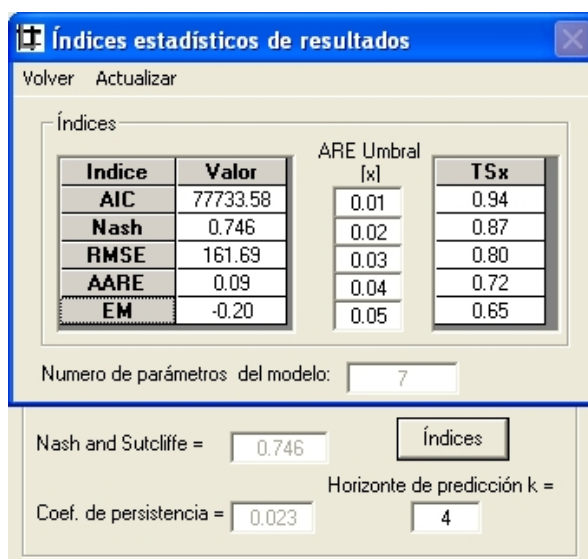 Índices estadísticos de resultados
Volver Actualizar
Índices
ARE Umbral
[x]
Indice Valor TSx
AIC 77733.58 0.01 0.94
Nash 0.746 0.02 0.87
RMSE 161.69 0.03 0.80
AARE 0.09 0.04 0.72
EM -0.20 0.05 0.65
Numero de parámetros del modelo: 7
Nash and Sutcliffe = 0.746 Índices
Horizonte de predicción k =
Coef. de persistencia = 0.023 4